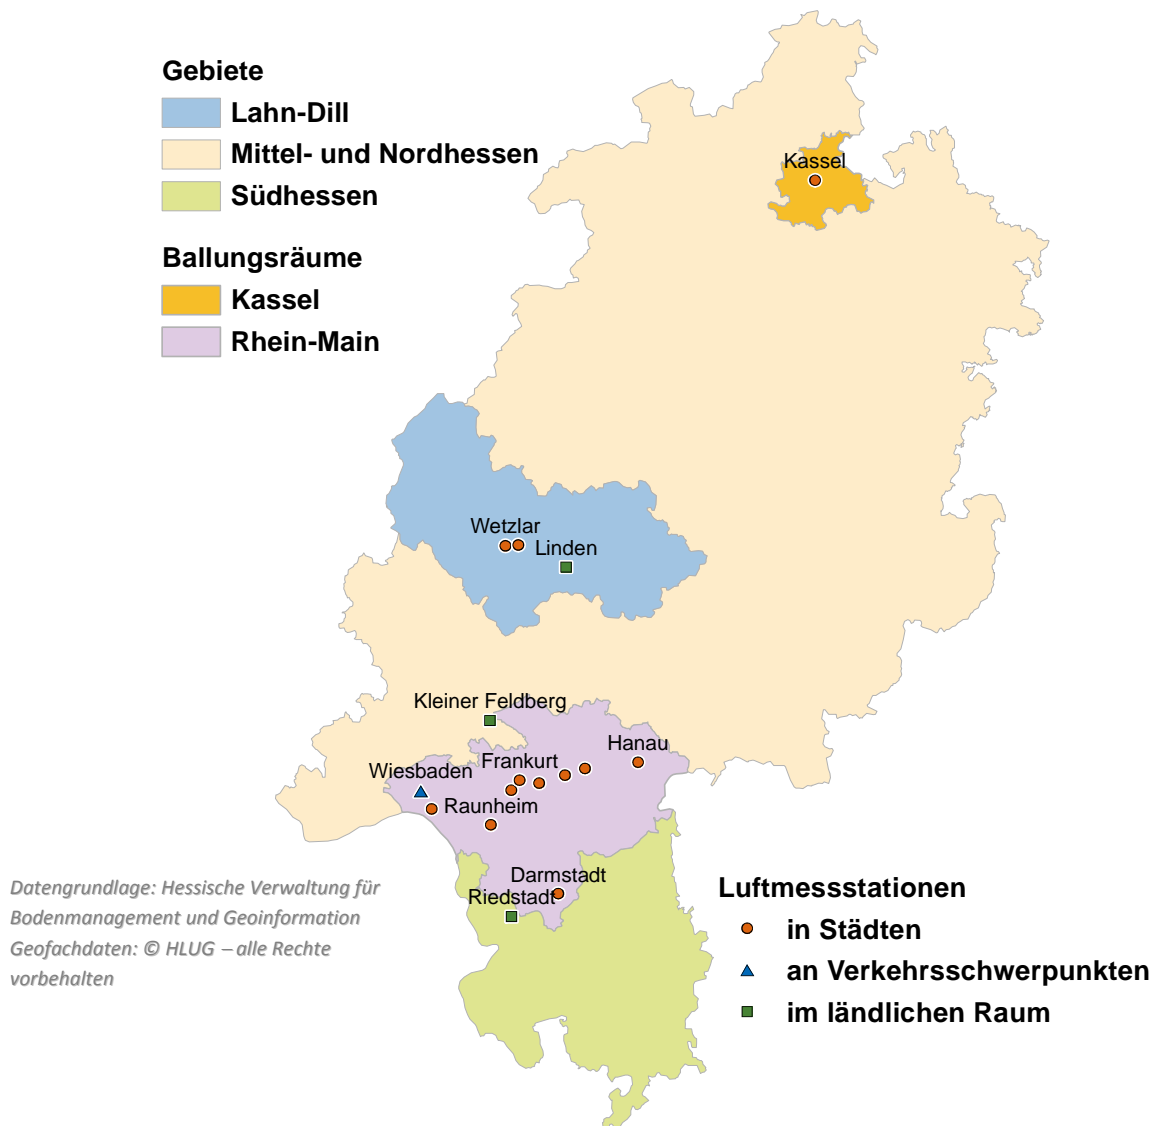 Gebiete
Lahn-Dill
Mittel- und Nordhessen
Südhessen
Ballungsräume
Kassel
Rhein-Main
Kassel
Wetzlar
Linden
Kleiner Feldberg
Hanau
Frankurt
Wiesbaden
Raunheim
Darmstadt
Riedstadt
Datengrundlage: Hessische Verwaltung für
Bodenmanagement und Geoinformation
Geofachdaten: © HLUG – alle Rechte
vorbehalten
Luftmessstationen
in Städten
an Verkehrsschwerpunkten
im ländlichen Raum